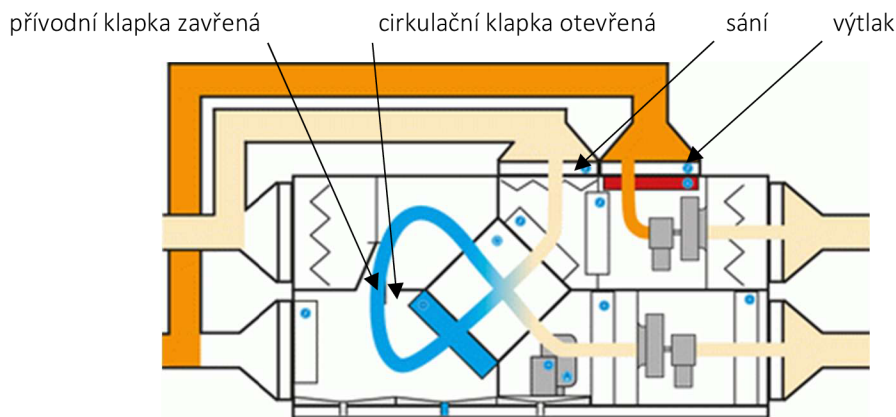 přívodní klapka zavřená cirkulační klapka otevřená sání výtlak